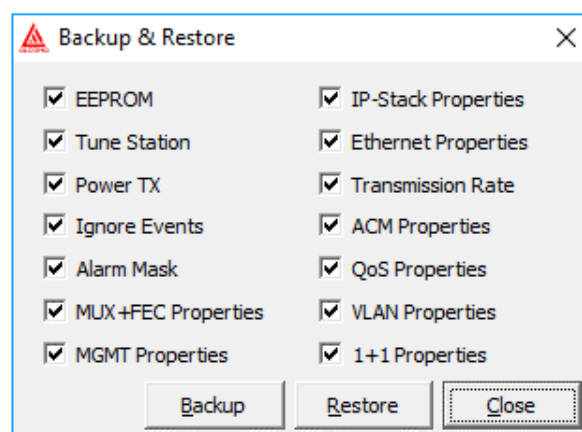 Backup & Restore
EEPROM
Tune Station
Power TX
Ignore Events
Alarm Mask
MUX+FEC Properties
MGMT Properties
IP-Stack Properties
Ethernet Properties
Transmission Rate
ACM Properties
QoS Properties
VLAN Properties
1+1 Properties
Backup
Restore
Close